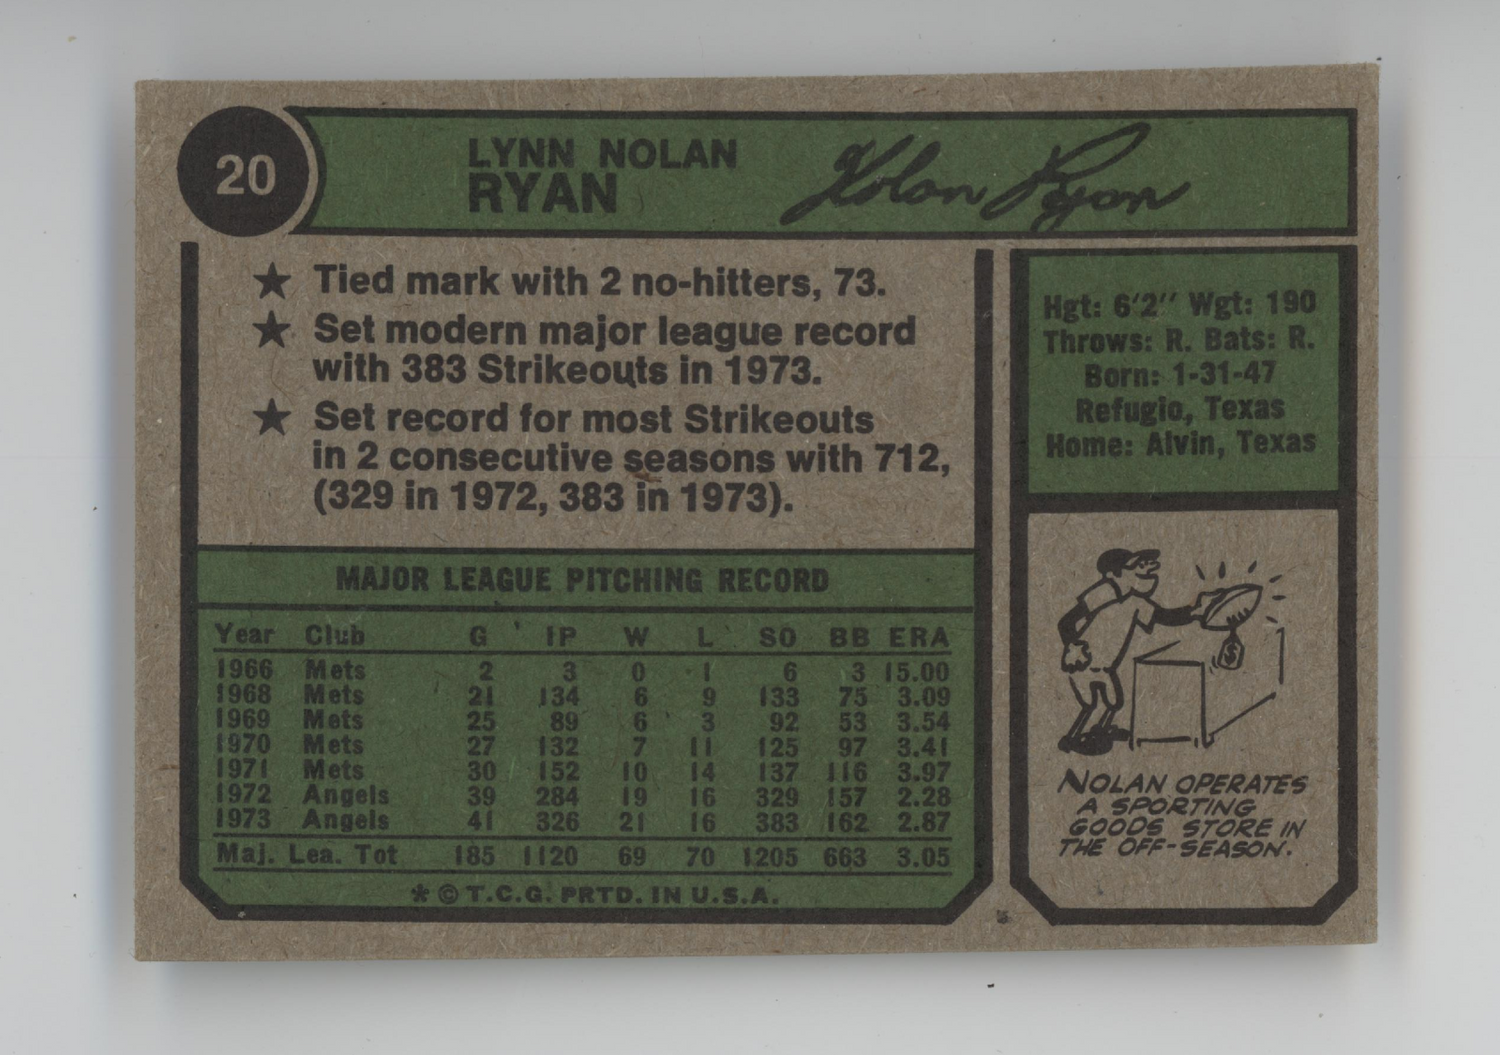 20
LYNN NOLAN
RYAN
Nolan Ryan
★ Tied mark with 2 no-hitters, 73.
★ Set modern major league record
with 383 Strikeouts in 1973.
★ Set record for most Strikeouts
in 2 consecutive seasons with 712,
(329 in 1972, 383 in 1973).
Hgt: 6'2" Wgt: 190
Throws: R. Bats: R.
Born: 1-31-47
Refugio, Texas
Home: Alvin, Texas
MAJOR LEAGUE PITCHING RECORD
Year Club G IP W L SO BB ERA
1966 Mets 2 3 0 1 6 3 15.00
1968 Mets 21 134 6 9 133 75 3.09
1969 Mets 25 89 6 3 92 53 3.54
1970 Mets 27 132 7 11 125 97 3.41
1971 Mets 30 152 10 14 137 116 3.97
1972 Angels 39 284 19 16 329 157 2.28
1973 Angels 41 326 21 16 383 162 2.87
Maj. Lea. Tot 185 1120 69 70 1205 663 3.05
* © T.C.G. PRTD. IN U.S.A.
$
NOLAN OPERATES
A SPORTING
GOODS STORE IN
THE OFF-SEASON.